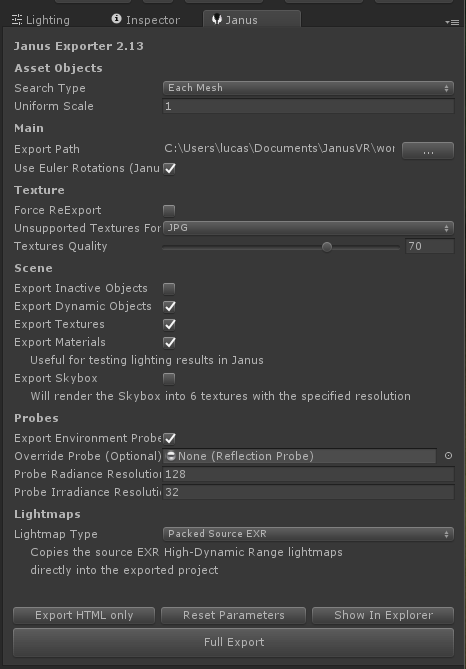 Lighting Inspector Janus
Janus Exporter 2.13
Asset Objects
Search Type Each Mesh
Uniform Scale 1
Main
Export Path C:\Users\lucas\Documents\JanusVR\wor ...
Use Euler Rotations (Janu
Texture
Force ReExport
Unsupported Textures For JPG
Textures Quality 70
Scene
Export Inactive Objects
Export Dynamic Objects
Export Textures
Export Materials
Useful for testing lighting results in Janus
Export Skybox
Will render the Skybox into 6 textures with the specified resolution
Probes
Export Environment Probe
Override Probe (Optional) None (Reflection Probe)
Probe Radiance Resolution 128
Probe Irradiance Resoluti 32
Lightmaps
Lightmap Type Packed Source EXR
Copies the source EXR High-Dynamic Range lightmaps
directly into the exported project
Export HTML only Reset Parameters Show In Explorer
Full Export